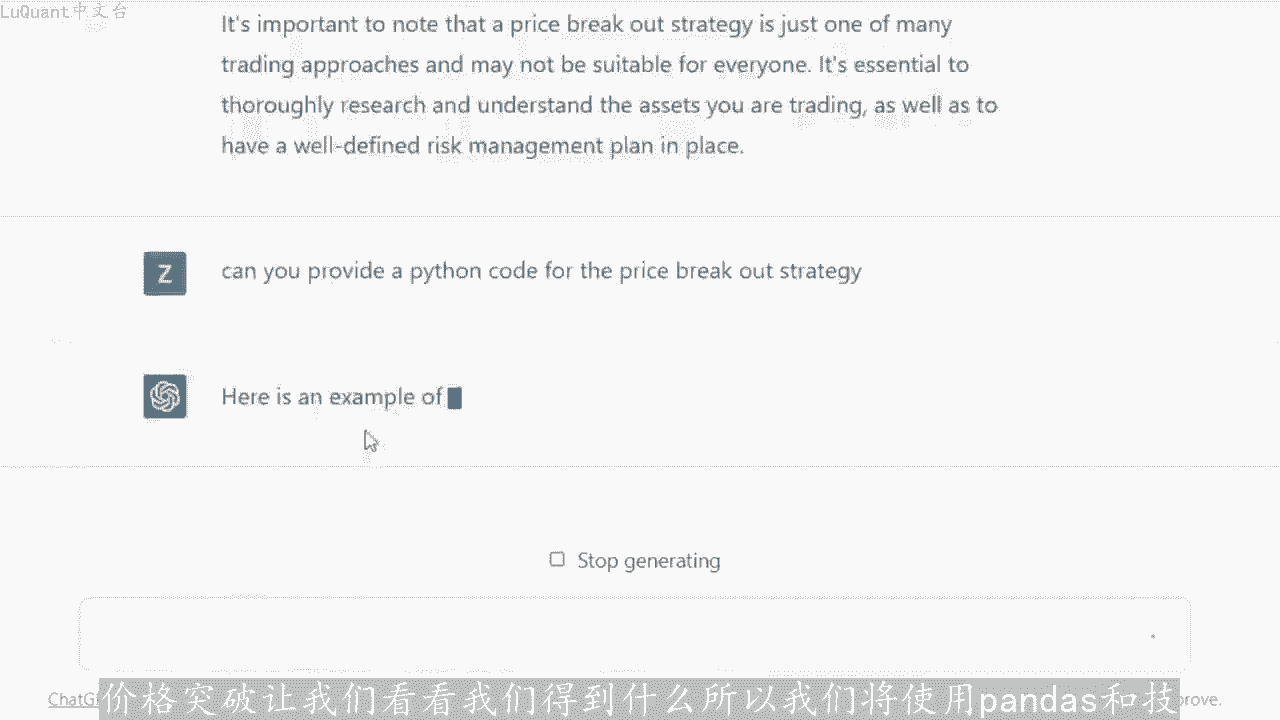 LuQuant中文台
It's important to note that a price break out strategy is just one of many
trading approaches and may not be suitable for everyone. It's essential to
thoroughly research and understand the assets you are trading, as well as to
have a well-defined risk management plan in place.
Z
can you provide a python code for the price break out strategy
Here is an example of
Stop generating
价格突破让我们看看我们得到什么所以我们将使用pandas和技